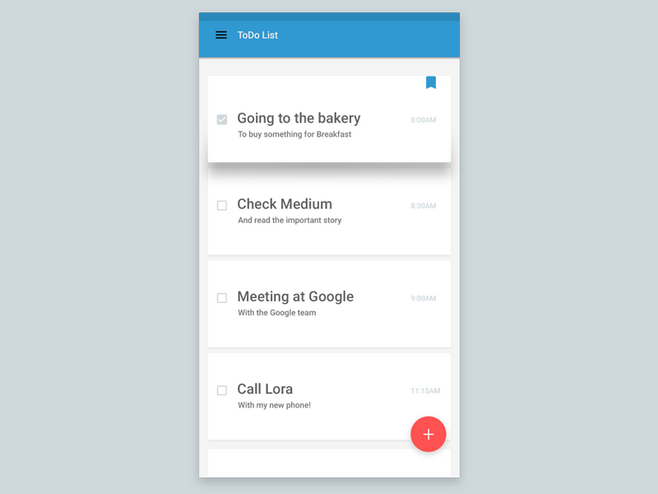 ToDo List
Going to the bakery
8:00AM
To buy something for Breakfast
Check Medium
8:30AM
And read the important story
Meeting at Google
9:00AM
With the Google team
Call Lora
11:15AM
With my new phone!